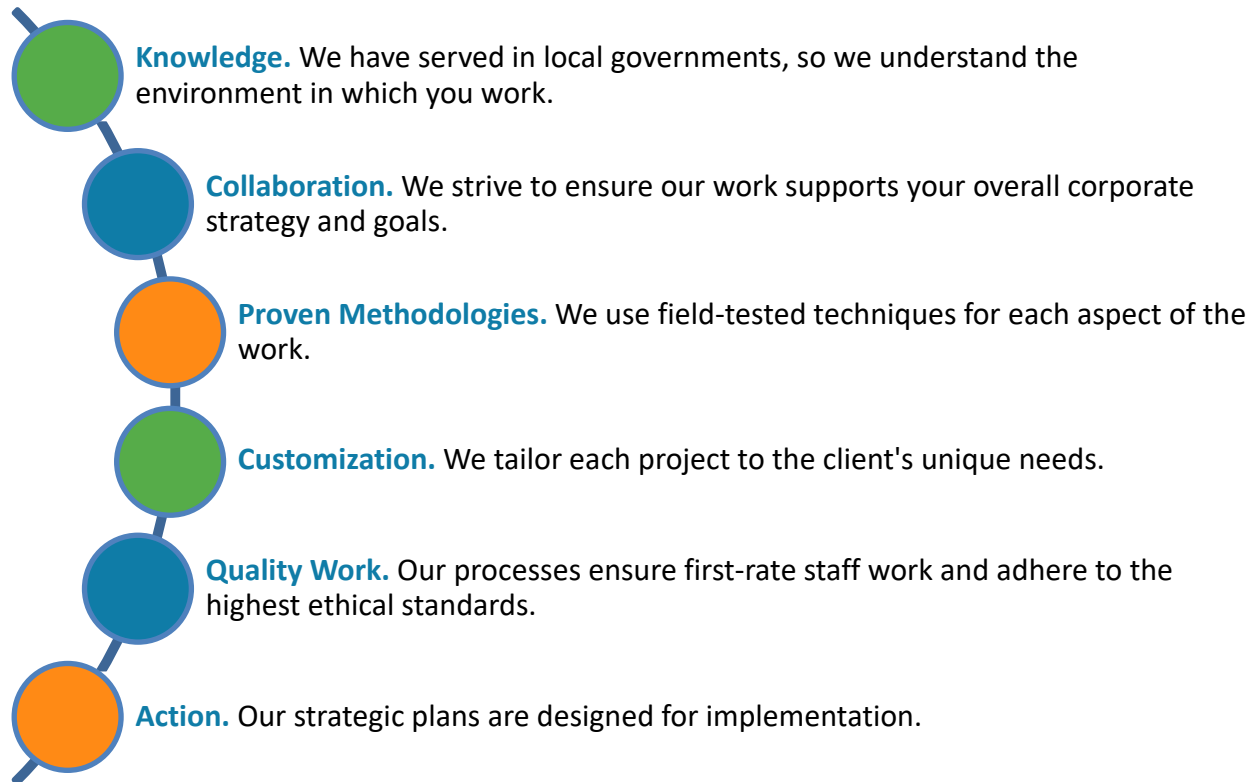 Knowledge. We have served in local governments, so we understand the
environment in which you work.
Collaboration. We strive to ensure our work supports your overall corporate
strategy and goals.
Proven Methodologies. We use field-tested techniques for each aspect of the
work.
Customization. We tailor each project to the client's unique needs.
Quality Work. Our processes ensure first-rate staff work and adhere to the
highest ethical standards.
Action. Our strategic plans are designed for implementation.